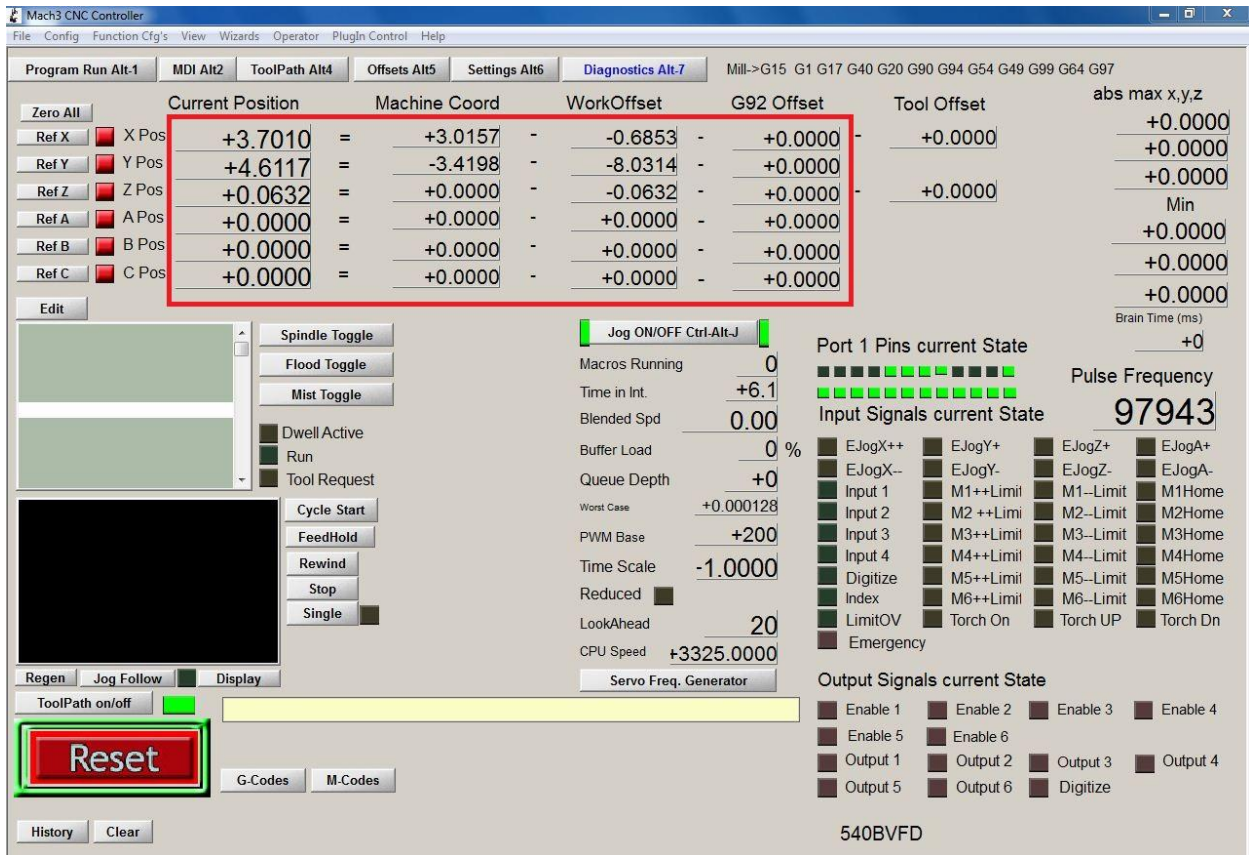 Mach3 CNC Controller
File Config Function Cfg's View Wizards Operator PlugIn Control Help
Program Run Alt-1 MDI Alt2 ToolPath Alt4 Offsets Alt5 Settings Alt6 Diagnostics Alt-7 Mill->G15 G1 G17 G40 G20 G90 G94 G54 G49 G99 G64 G97
Zero All Current Position Machine Coord WorkOffset G92 Offset Tool Offset abs max x,y,z
Ref X X Pos +3.7010 = +3.0157 - -0.6853 - +0.0000 - +0.0000 +0.0000
Ref Y Y Pos +4.6117 = -3.4198 - -8.0314 - +0.0000 +0.0000
Ref Z Z Pos +0.0632 = +0.0000 - -0.0632 - +0.0000 - +0.0000 +0.0000
Min
Ref A A Pos +0.0000 = +0.0000 - +0.0000 - +0.0000 +0.0000
Ref B B Pos +0.0000 = +0.0000 - +0.0000 - +0.0000 +0.0000
Ref C C Pos +0.0000 = +0.0000 - +0.0000 - +0.0000 +0.0000
Edit
Brain Time (ms)
+0
Spindle Toggle
Flood Toggle
Mist Toggle
Dwell Active
Run
Tool Request
Cycle Start
FeedHold
Rewind
Stop
Single
Regen Jog Follow Display
ToolPath on/off
Reset
G-Codes M-Codes
History Clear
Jog ON/OFF Ctrl-Alt-J
Macros Running 0
Time in Int. +6.1
Blended Spd 0.00
Buffer Load 0 %
Queue Depth +0
Worst Case +0.000128
PWM Base +200
Time Scale -1.0000
Reduced
LookAhead 20
CPU Speed +3325.0000
Servo Freq. Generator
Port 1 Pins current State
Pulse Frequency
97943
Input Signals current State
EJogX++ EJogY+ EJogZ+ EJogA+
EJogX-- EJogY- EJogZ- EJogA-
Input 1 M1++Limit M1--Limit M1Home
Input 2 M2 ++Limi M2--Limit M2Home
Input 3 M3++Limit M3--Limit M3Home
Input 4 M4++Limit M4--Limit M4Home
Digitize M5++Limit M5--Limit M5Home
Index M6++Limit M6--Limit M6Home
LimitOV Torch On Torch UP Torch Dn
Emergency
Output Signals current State
Enable 1 Enable 2 Enable 3 Enable 4
Enable 5 Enable 6
Output 1 Output 2 Output 3 Output 4
Output 5 Output 6 Digitize
540BVFD